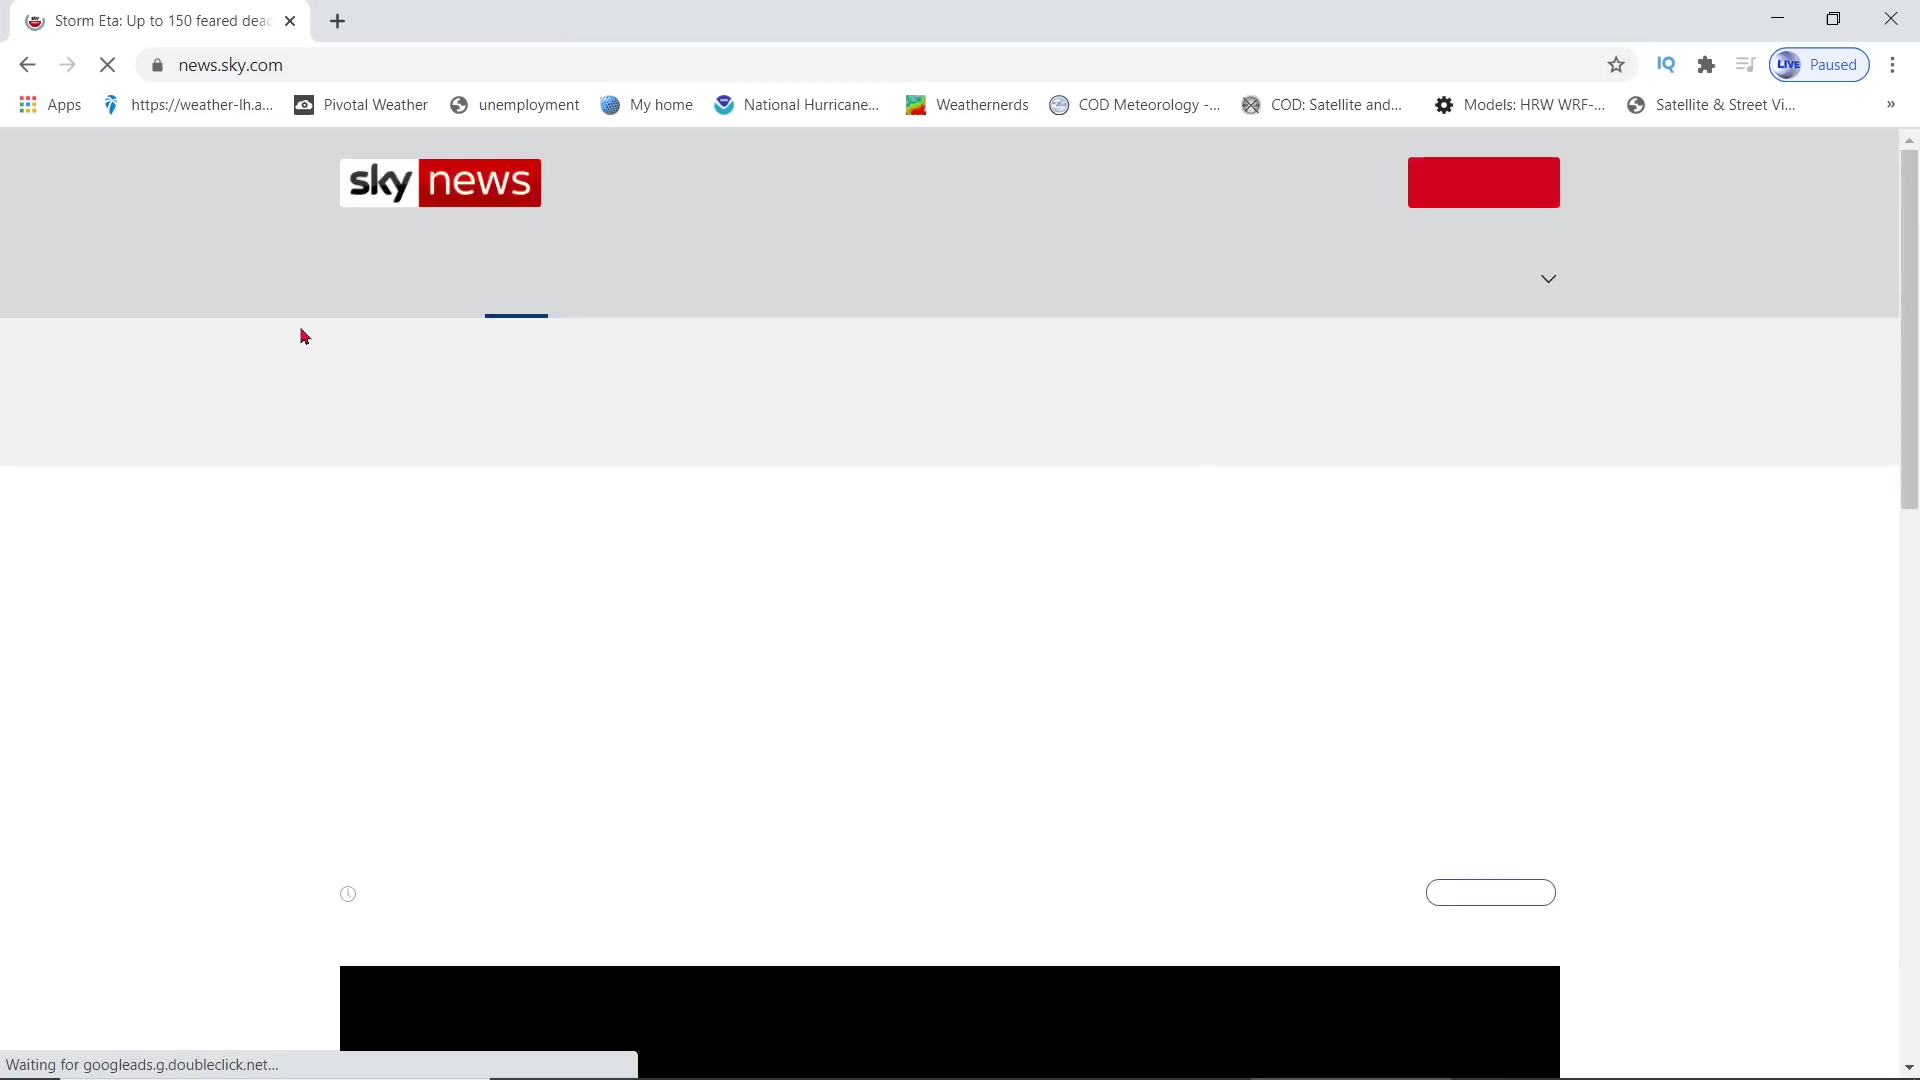 Storm Eta: Up to 150 feared dead
news.sky.com
IQ
LIVE Paused
Apps
https://weather-lh.a...
Pivotal Weather
unemployment
My home
National Hurricane...
Weathernerds
COD Meteorology -...
COD: Satellite and...
Models: HRW WRF-...
Satellite & Street Vi...
»
sky news
Waiting for googleads.g.doubleclick.net...